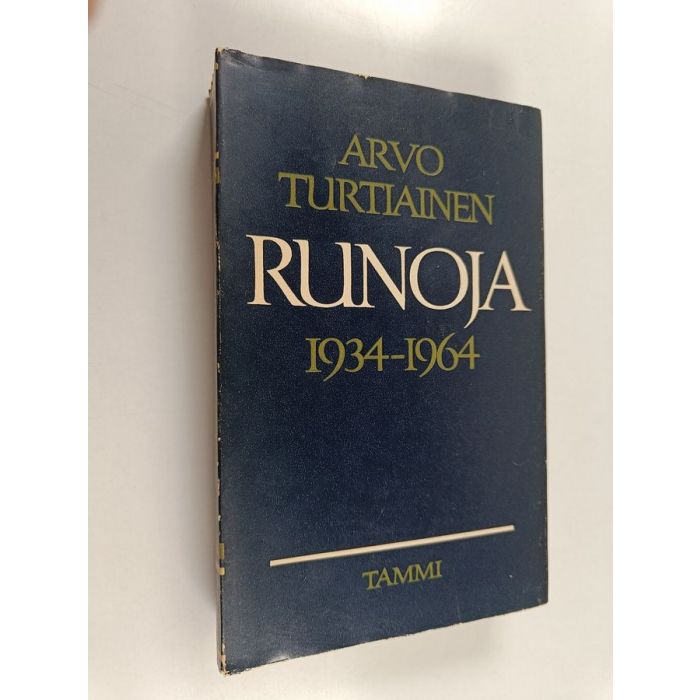 ARVO
TURTIAINEN
RUNOJA
1934-1964
TAMMI